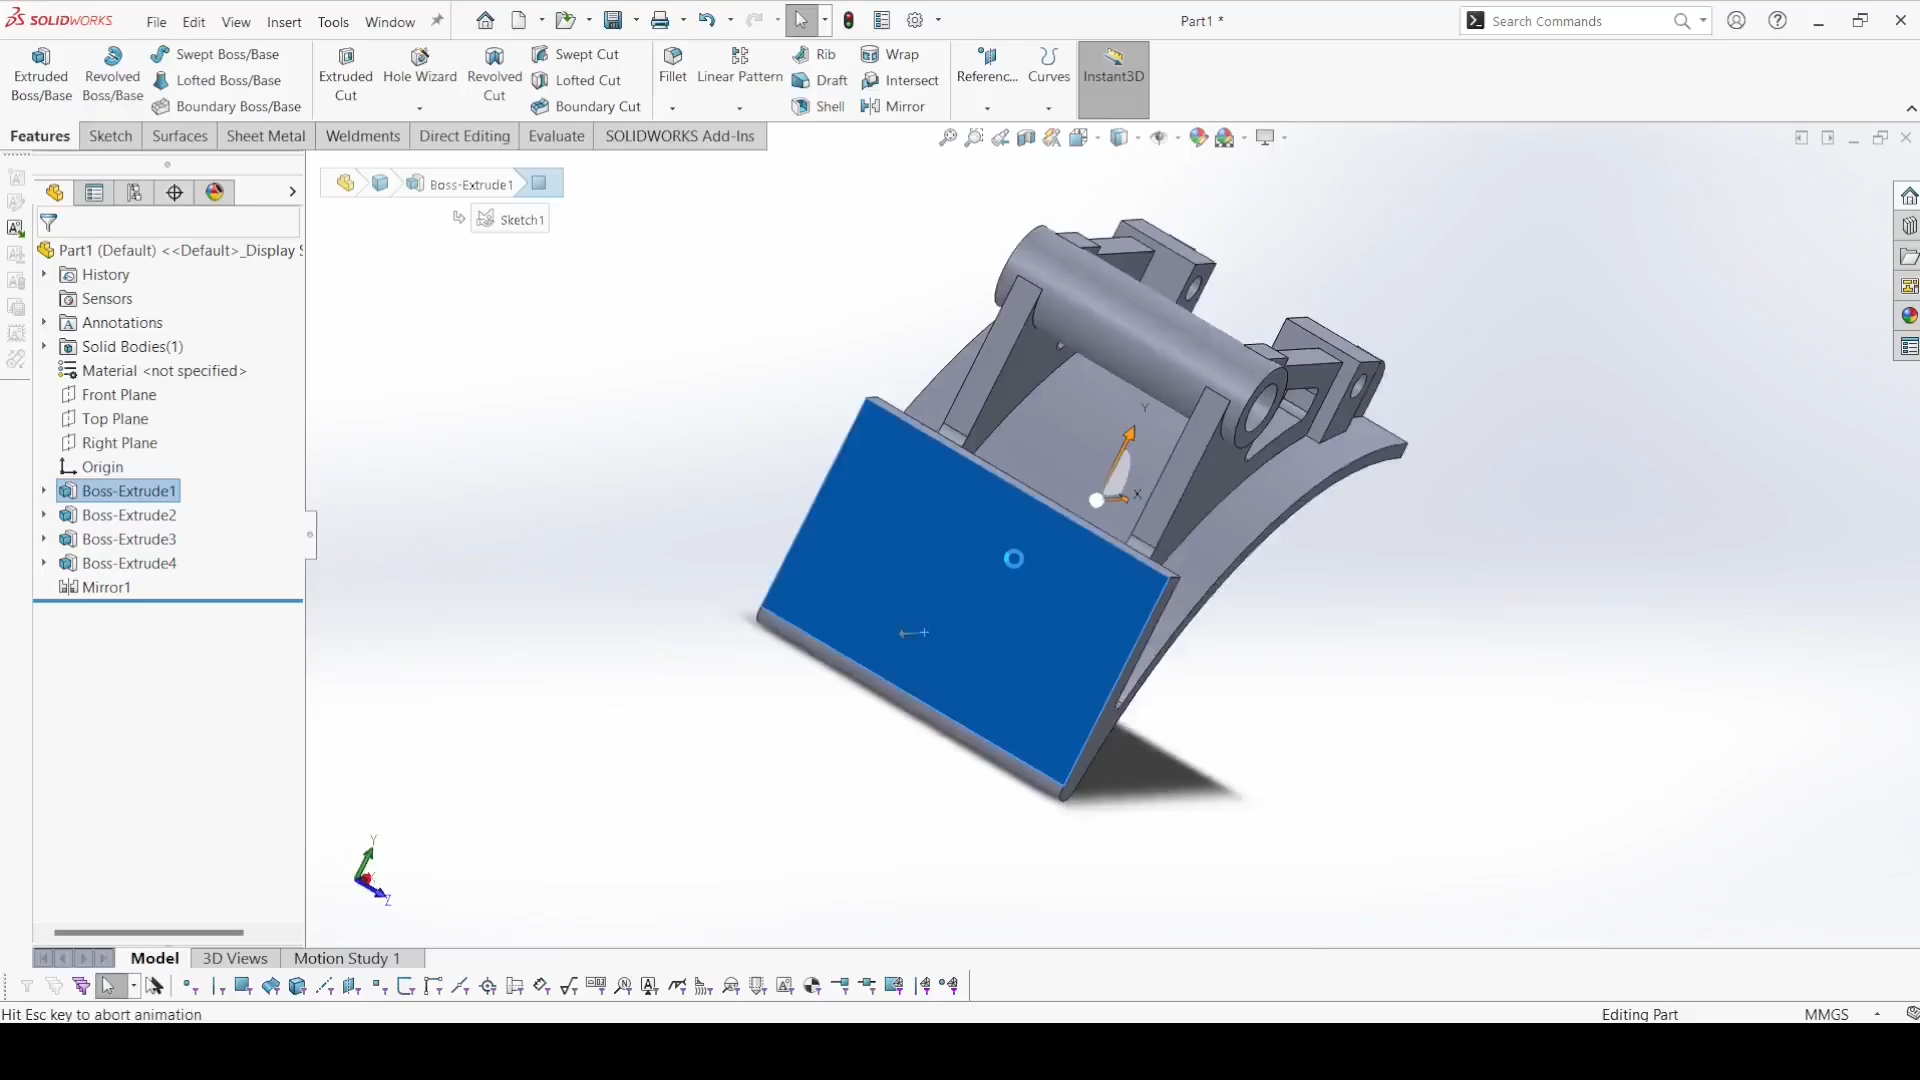 SOLIDWORKS File Edit View Insert Tools Window Part1 * Search Commands
Extruded Boss/Base
Revolved Boss/Base
Swept Boss/Base
Lofted Boss/Base
Boundary Boss/Base
Extruded Cut
Hole Wizard
Revolved Cut
Swept Cut
Lofted Cut
Boundary Cut
Fillet
Linear Pattern
Rib
Draft
Shell
Wrap
Intersect
Mirror
Referenc...
Curves
Instant3D
Features Sketch Surfaces Sheet Metal Weldments Direct Editing Evaluate SOLIDWORKS Add-Ins
Boss-Extrude1
Sketch1
Part1 (Default) <<Default>_Display S
History
Sensors
Annotations
Solid Bodies(1)
Material <not specified>
Front Plane
Top Plane
Right Plane
Origin
Boss-Extrude1
Boss-Extrude2
Boss-Extrude3
Boss-Extrude4
Mirror1
Y
X
Y
Z
Model 3D Views Motion Study 1
Hit Esc key to abort animation Editing Part MMGS